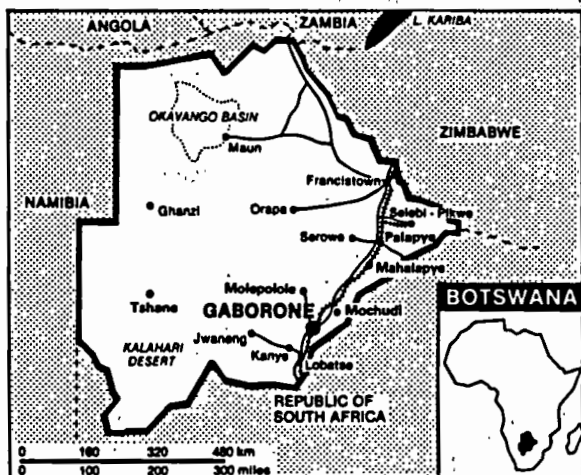 ANGOLA
ZAMBIA
L. KARIBA
OKAVANGO BASIN
ZIMBABWE
Maun
Francistown
NAMIBIA
Ghanzi
Orapa
Selebi - Pikwe
Serowe
Palapye
Mahalapye
Molepolole
Tshane
GABORONE
Mochudi
BOTSWANA
Jwaneng
KALAHARI
DESERT
Kanye
Lobatse
REPUBLIC OF
SOUTH AFRICA
0 160 320 480 km
0 100 200 300 miles